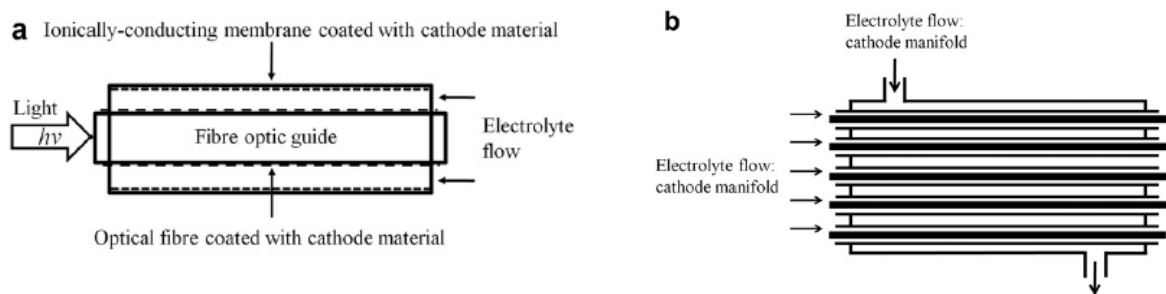 a
Ionically-conducting membrane coated with cathode material
Light
hν
Fibre optic guide
Electrolyte
flow
Optical fibre coated with cathode material
b
Electrolyte flow:
cathode manifold
Electrolyte flow:
cathode manifold